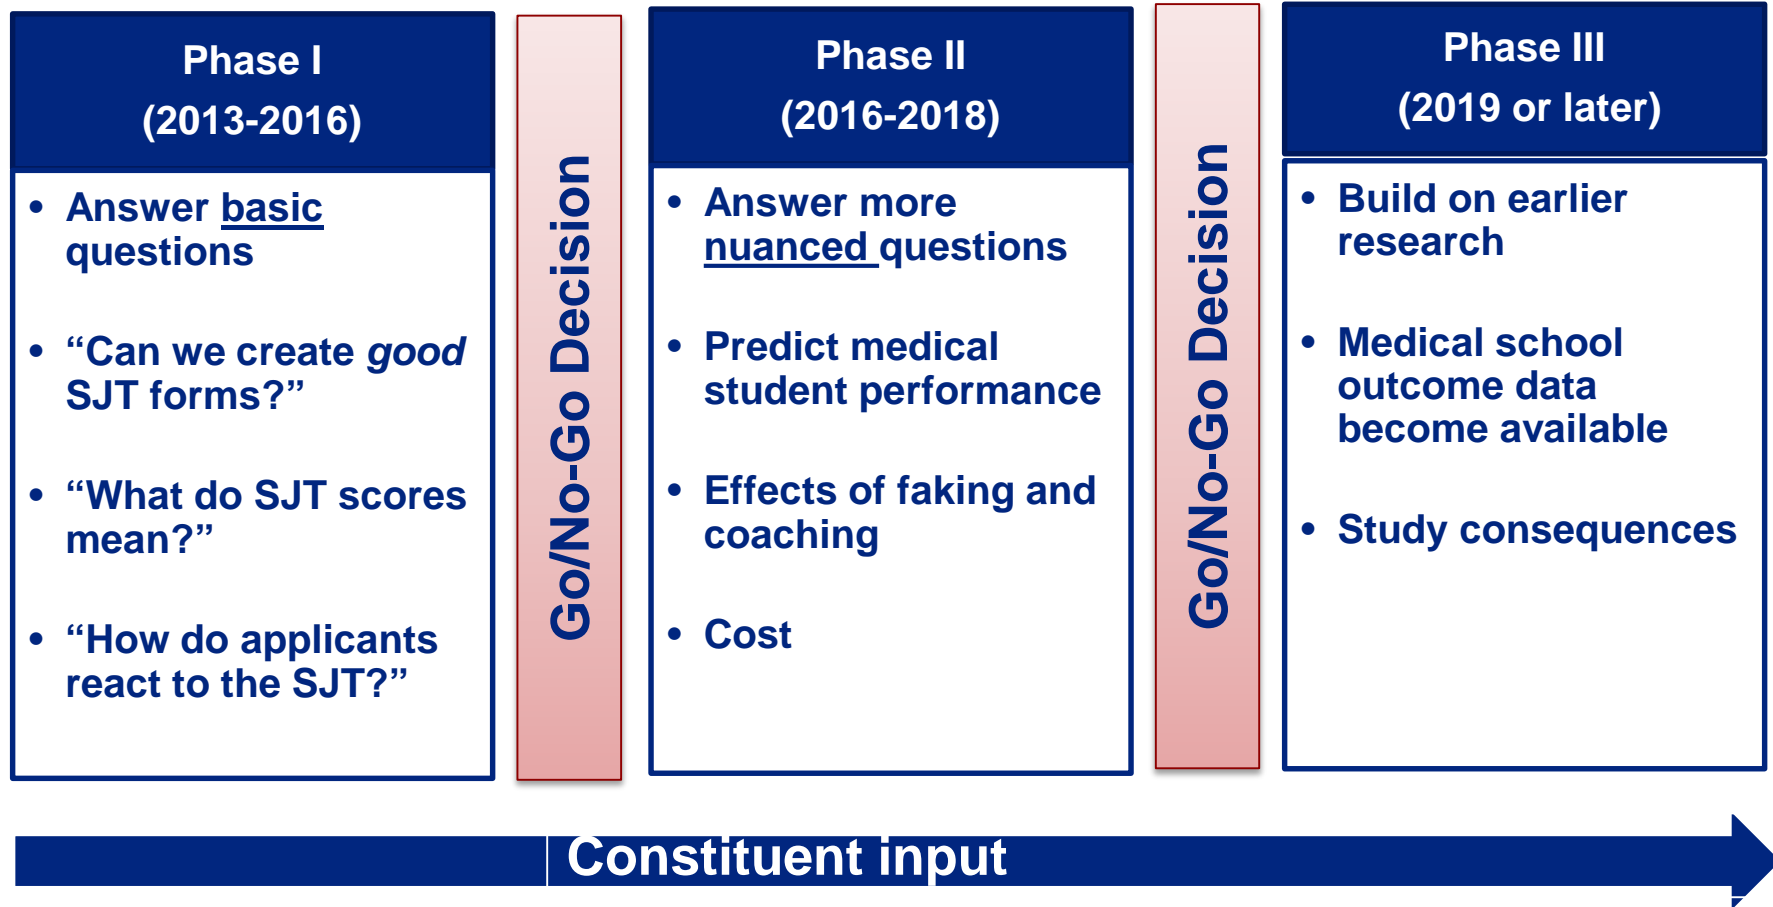 Phase I
(2013-2016)
• Answer basic
questions
• “Can we create good
SJT forms?”
• “What do SJT scores
mean?”
• “How do applicants
react to the SJT?”
Go/No-Go Decision
Phase II
(2016-2018)
• Answer more
nuanced questions
• Predict medical
student performance
• Effects of faking and
coaching
• Cost
Go/No-Go Decision
Phase III
(2019 or later)
• Build on earlier
research
• Medical school
outcome data
become available
• Study consequences
Constituent input